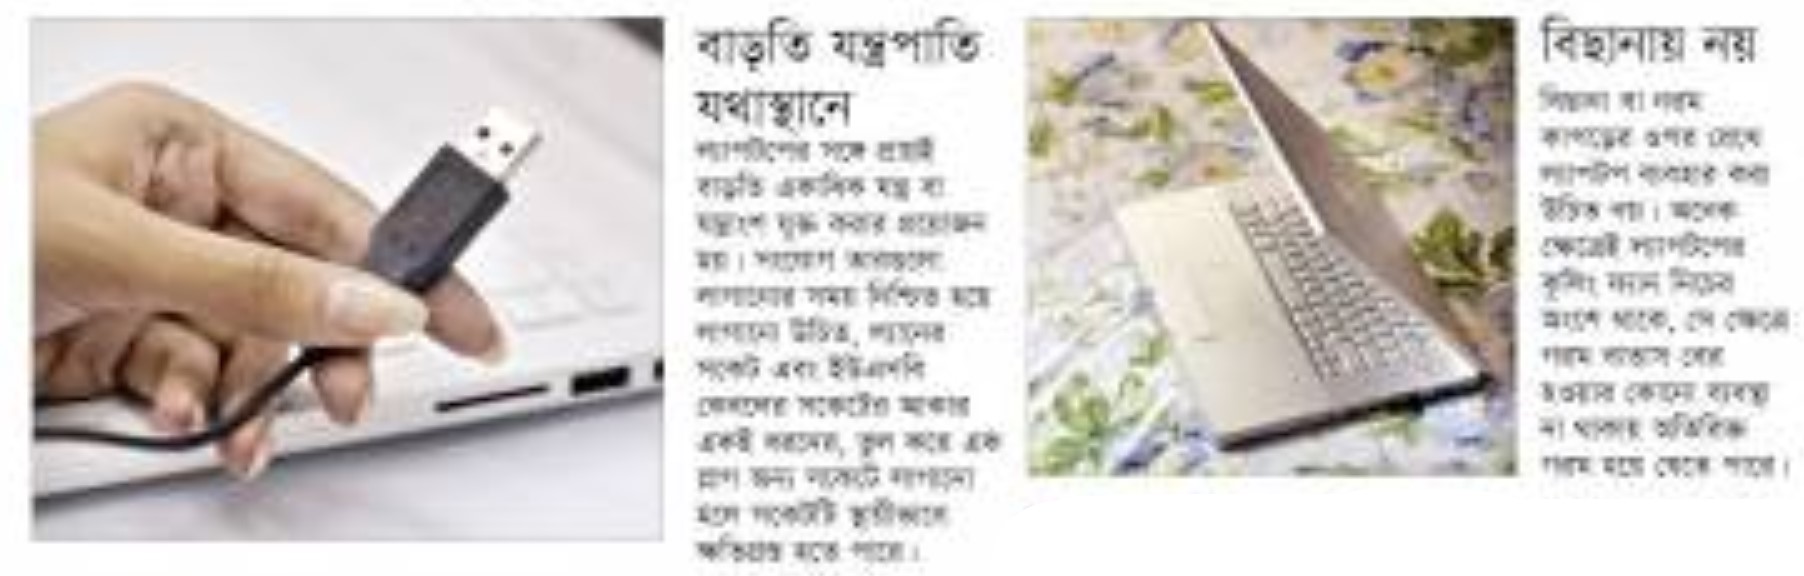 বাড়তি যন্ত্রপাতি
যথাস্থানে
ল্যাপটপের সঙ্গে প্রায়ই
বাড়তি একাধিক যন্ত্র বা
যন্ত্রাংশ যুক্ত করার প্রয়োজন
হয়। সংযোগ তারগুলো
লাগানোর সময় নিশ্চিত হয়ে
লাগানো উচিত, ল্যানের
সকেট এবং ইউএসবি
কেবলের সকেটের আকার
একই ধরনের, ভুল করে এক
প্লাগ অন্য সকেটে লাগানো
হলে সকেটটি স্থায়ীভাবে
ক্ষতিগ্রস্ত হতে পারে।
বিছানায় নয়
বিছানা বা নরম
কাপড়ের ওপর রেখে
ল্যাপটপ ব্যবহার করা
উচিত নয়। অনেক
ক্ষেত্রেই ল্যাপটপের
কুলিং ফ্যান নিচের
অংশে থাকে, সে ক্ষেত্রে
গরম বাতাস বের
হওয়ার কোনো ব্যবস্থা
না থাকায় অতিরিক্ত
গরম হয়ে যেতে পারে।